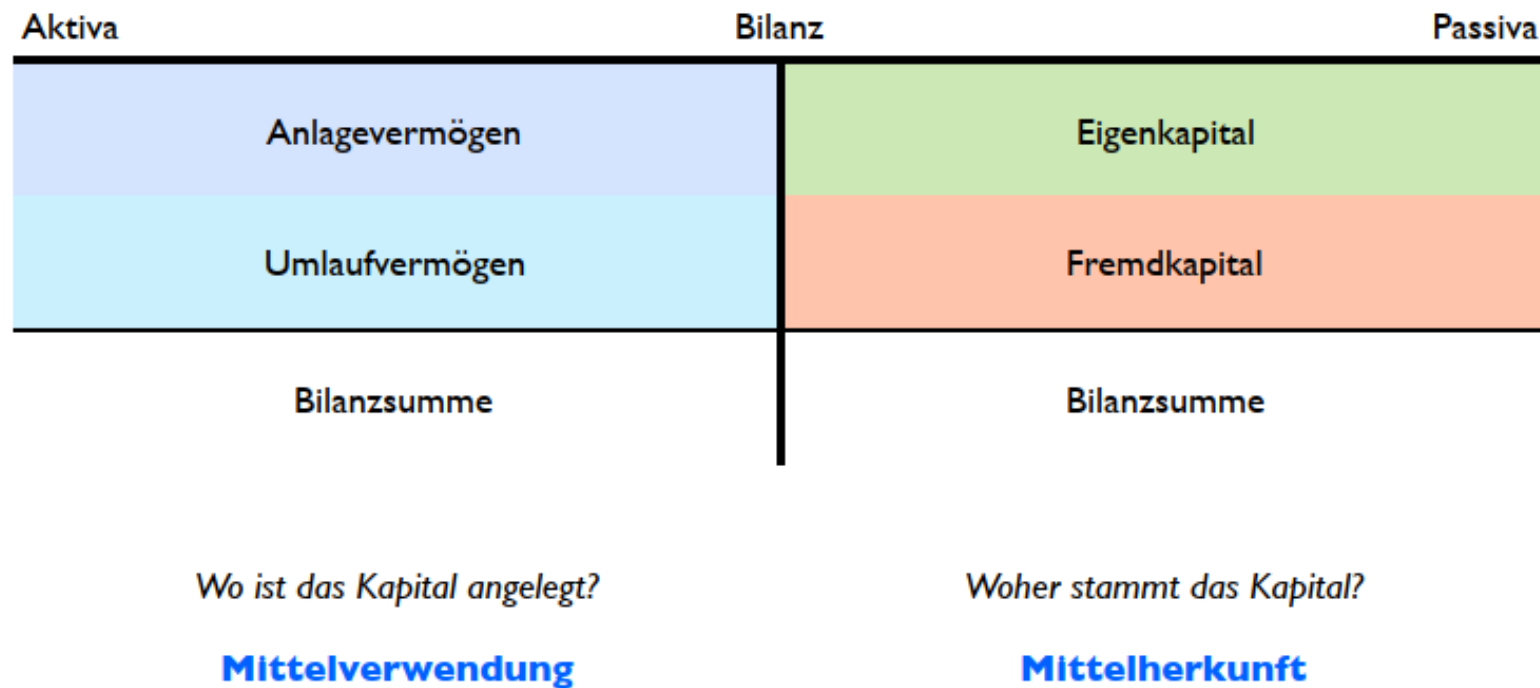 Aktiva Bilanz Passiva
Anlagevermögen Eigenkapital
Umlaufvermögen Fremdkapital
Bilanzsumme Bilanzsumme
Wo ist das Kapital angelegt? Woher stammt das Kapital?
Mittelverwendung Mittelherkunft